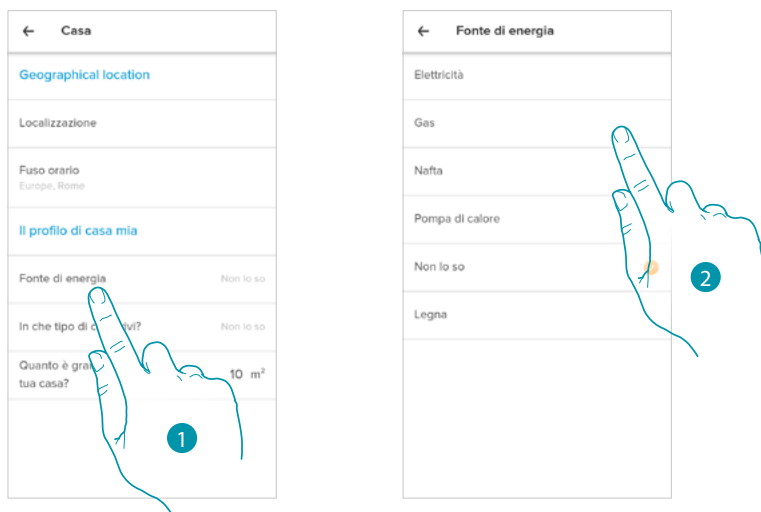 Casa
Geographical location
Localizzazione
Fuso orario
Europe, Rome
Il profilo di casa mia
Fonte di energia
Non lo so
In che tipo di
vivi?
Non lo so
Quanto è
tua casa?
10 m²
1
Fonte di energia
Elettricità
Gas
Nafta
Pompa di calore
Non lo so
Legna
2